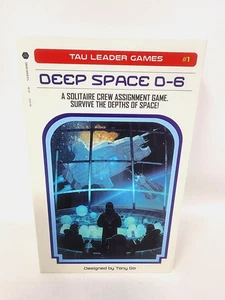 TAU LEADER GAMES
#1
DEEP SPACE D-6
A SOLITAIRE CREW ASSIGNMENT GAME.
SURVIVE THE DEPTHS OF SPACE!
Designed by Tony Go